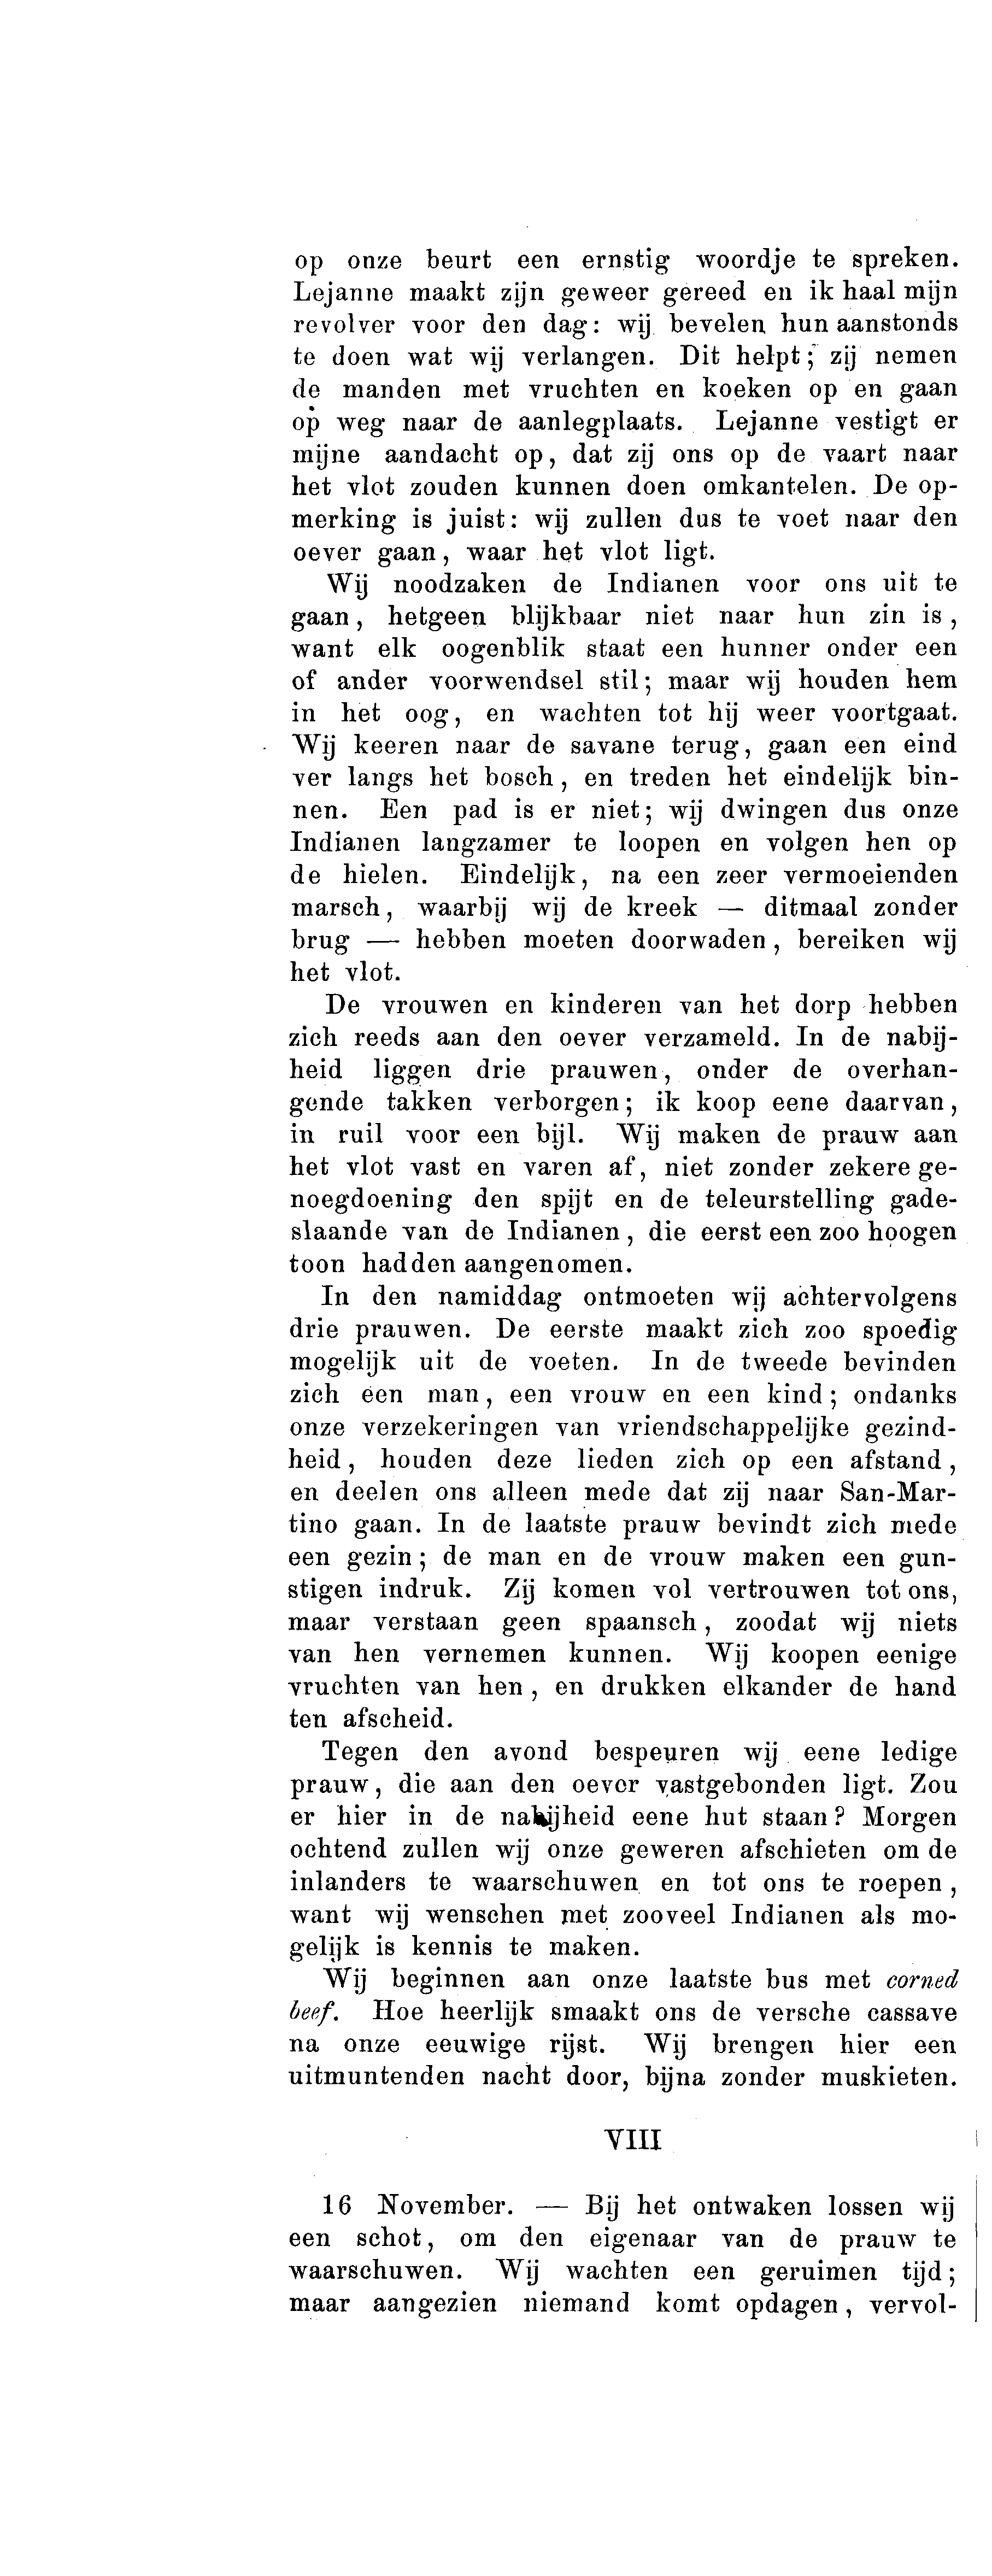 op onze beurt een ernstig woordje te spreken.
Lejanne maakt zijn geweer gereed en ik haal mijn
revolver voor den dag: wij bevelen hun aanstonds
te doen wat wij verlangen. Dit helpt; zij nemen
de manden met vruchten en koeken op en gaan
op weg naar de aanlegplaats. Lejanne vestigt er
mijne aandacht op, dat zij ons op de vaart naar
het vlot zouden kunnen doen omkantelen. De op-
merking is juist: wij zullen dus te voet naar den
oever gaan, waar het vlot ligt.
Wij noodzaken de Indianen voor ons uit te
gaan, hetgeen blijkbaar niet naar hun zin is,
want elk oogenblik staat een hunner onder een
of ander voorwendsel stil; maar wij houden hem
in het oog, en wachten tot hij weer voortgaat.
Wij keeren naar de savane terug, gaan een eind
ver langs het bosch, en treden het eindelijk bin-
nen. Een pad is er niet; wij dwingen dus onze
Indianen langzamer te loopen en volgen hen op
de hielen. Eindelijk, na een zeer vermoeienden
marsch, waarbij wij de kreek — ditmaal zonder
brug — hebben moeten doorwaden, bereiken wij
het vlot.
De vrouwen en kinderen van het dorp hebben
zich reeds aan den oever verzameld. In de nabij-
heid liggen drie prauwen, onder de overhan-
gende takken verborgen; ik koop eene daarvan,
in ruil voor een bijl. Wij maken de prauw aan
het vlot vast en varen af, niet zonder zekere ge-
noegdoening den spijt en de teleurstelling gade-
slaande van de Indianen, die eerst een zoo hoogen
toon hadden aangenomen.
In den namiddag ontmoeten wij achtervolgens
drie prauwen. De eerste maakt zich zoo spoedig
mogelijk uit de voeten. In de tweede bevinden
zich een man, een vrouw en een kind; ondanks
onze verzekeringen van vriendschappelijke gezind-
heid, houden deze lieden zich op een afstand,
en deelen ons alleen mede dat zij naar San-Mar-
tino gaan. In de laatste prauw bevindt zich mede
een gezin; de man en de vrouw maken een gun-
stigen indruk. Zij komen vol vertrouwen tot ons,
maar verstaan geen spaansch, zoodat wij niets
van hen vernemen kunnen. Wij koopen eenige
vruchten van hen, en drukken elkander de hand
ten afscheid.
Tegen den avond bespeuren wij eene ledige
prauw, die aan den oever vastgebonden ligt. Zou
er hier in de nabijheid eene hut staan? Morgen
ochtend zullen wij onze geweren afschieten om de
inlanders te waarschuwen en tot ons te roepen,
want wij wenschen met zooveel Indianen als mo-
gelijk is kennis te maken.
Wij beginnen aan onze laatste bus met corned
beef. Hoe heerlijk smaakt ons de versche cassave
na onze eeuwige rijst. Wij brengen hier een
uitmuntenden nacht door, bijna zonder muskieten.
VIII
16 November. — Bij het ontwaken lossen wij
een schot, om den eigenaar van de prauw te
waarschuwen. Wij wachten een geruimen tijd;
maar aangezien niemand komt opdagen, vervol-